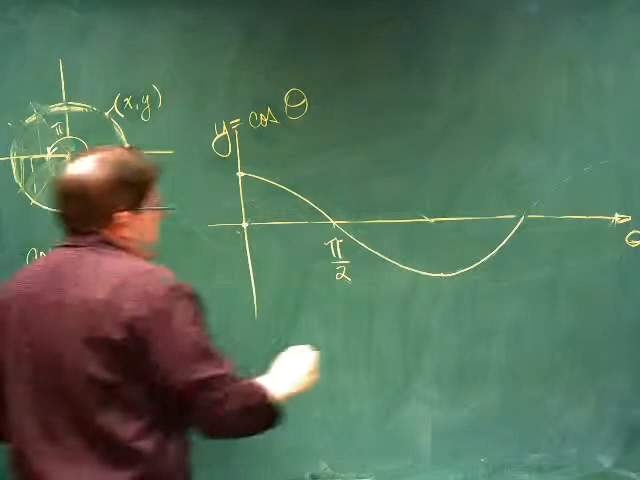 (x,y)
π
y = cos θ
π/2
θ